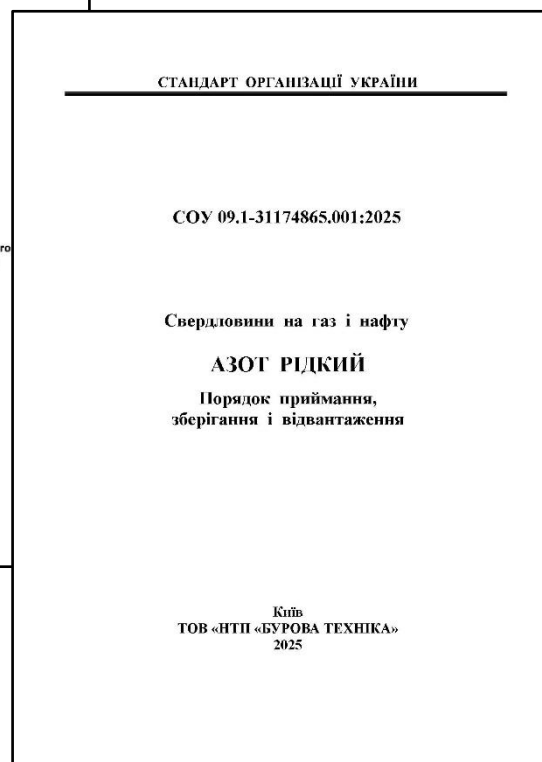 СТАНДАРТ ОРГАНІЗАЦІЇ УКРАЇНИ
СОУ 09.1-31174865.001:2025
го
Свердловини на газ і нафту
АЗОТ РІДКИЙ
Порядок приймання,
зберігання і відвантаження
Київ
ТОВ «НТП «БУРОВА ТЕХНІКА»
2025